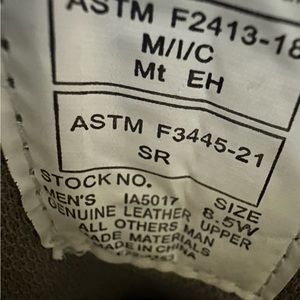 ASTM F2413-18
M/I/C
Mt EH
ASTM F3445-21
SR
STOCK NO. SIZE
MEN'S IA5017 8.5W
GENUINE LEATHER UPPER
ALL OTHERS MAN
MADE MATERIALS
MADE IN CHINA